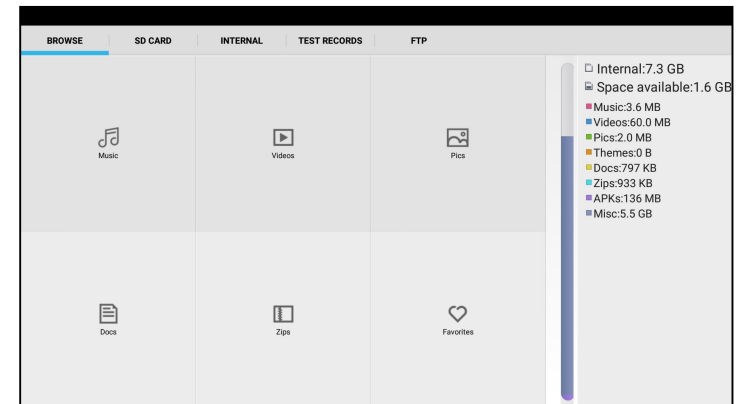 BROWSE SD CARD INTERNAL TEST RECORDS FTP
Music Videos Pics
Docs Zips Favorites
Internal:7.3 GB
Space available:1.6 GB
Music:3.6 MB
Videos:60.0 MB
Pics:2.0 MB
Themes:0 B
Docs:797 KB
Zips:933 KB
APKs:136 MB
Misc:5.5 GB